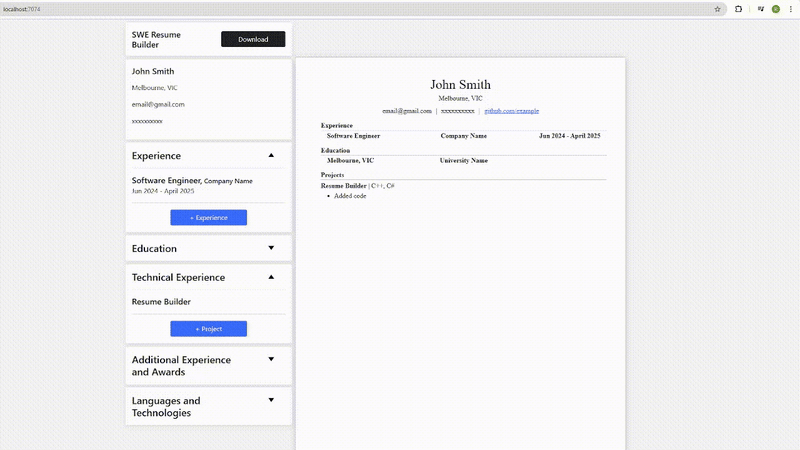 localhost:7074
SWE Resume
Builder
Download
John Smith
Melbourne, VIC
email@gmail.com
xxxxxxxxxx
Experience
Software Engineer, Company Name
Jun 2024 - April 2025
+ Experience
Education
Technical Experience
Resume Builder
+ Project
Additional Experience
and Awards
Languages and
Technologies
John Smith
Melbourne, VIC
email@gmail.com | xxxxxxxxxx | github.com/example
Experience
Software Engineer Company Name Jun 2024 - April 2025
Education
Melbourne, VIC University Name
Projects
Resume Builder | C++, C#
• Added code